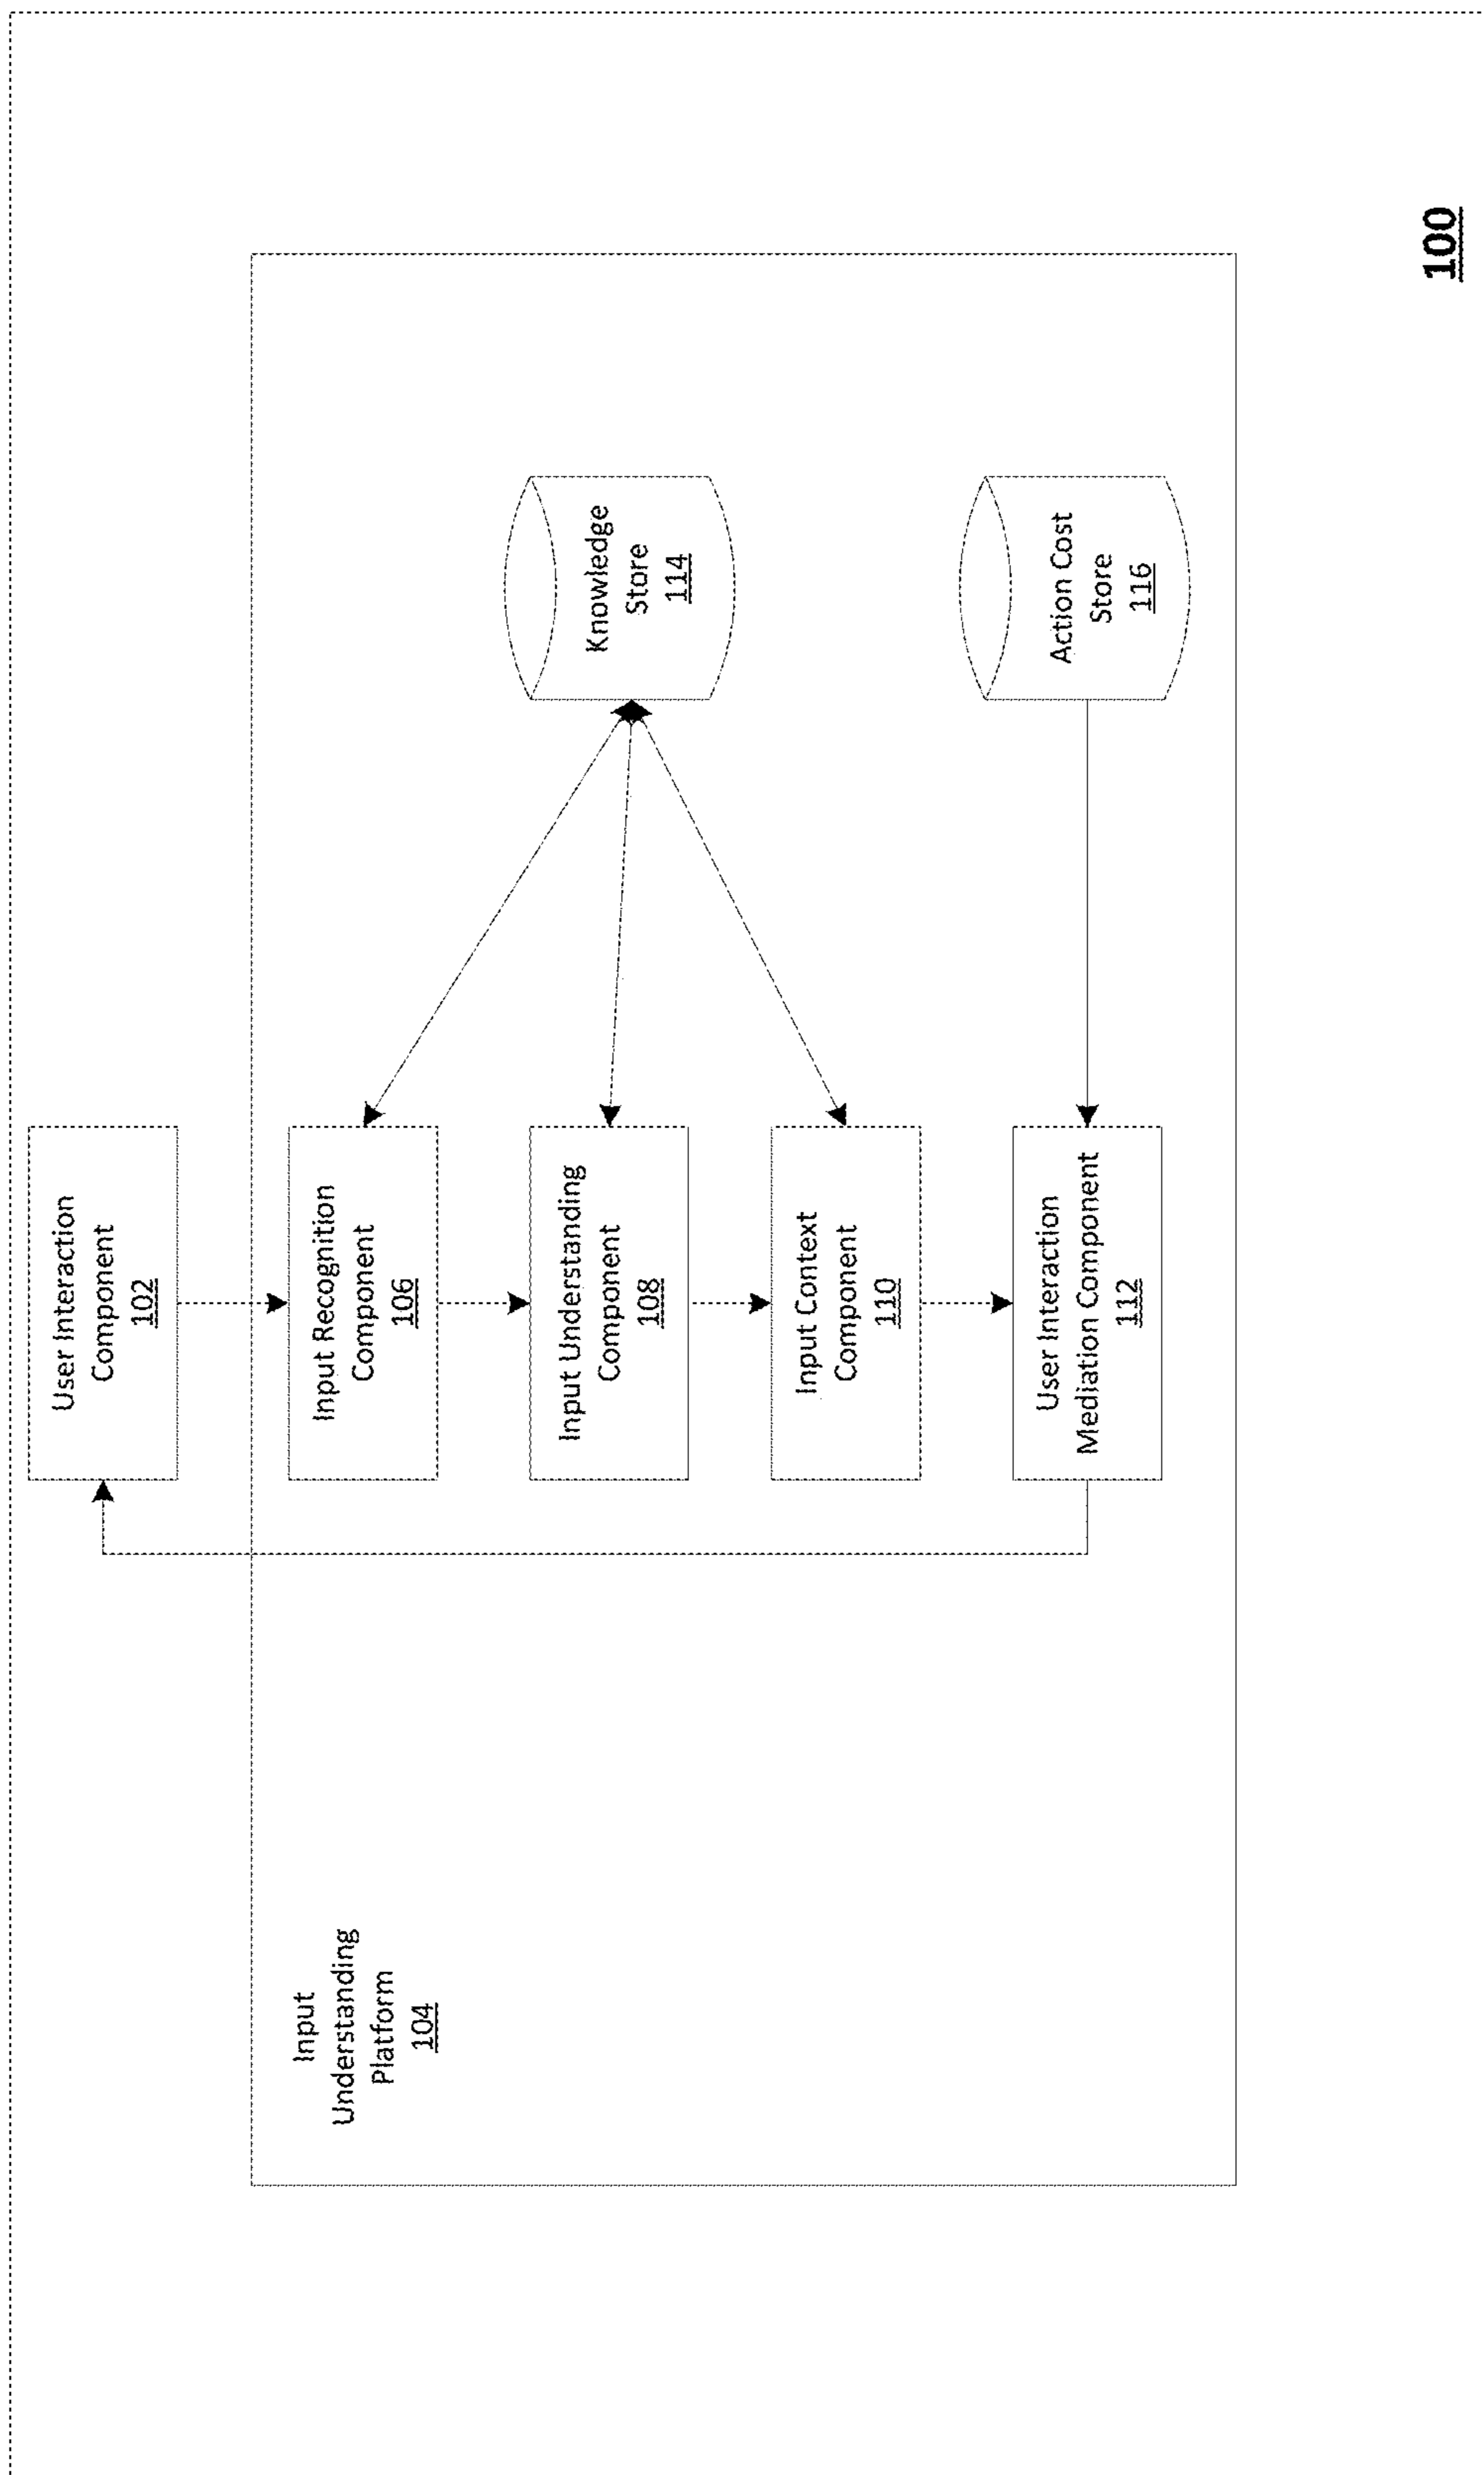 User Interaction
Component
102
Input
Understanding
Platform
104
Input Recognition
Component
106
Input Understanding
Component
108
Knowledge
Store
114
Input Context
Component
110
User Interaction
Mediation Component
112
Action Cost
Store
116
100